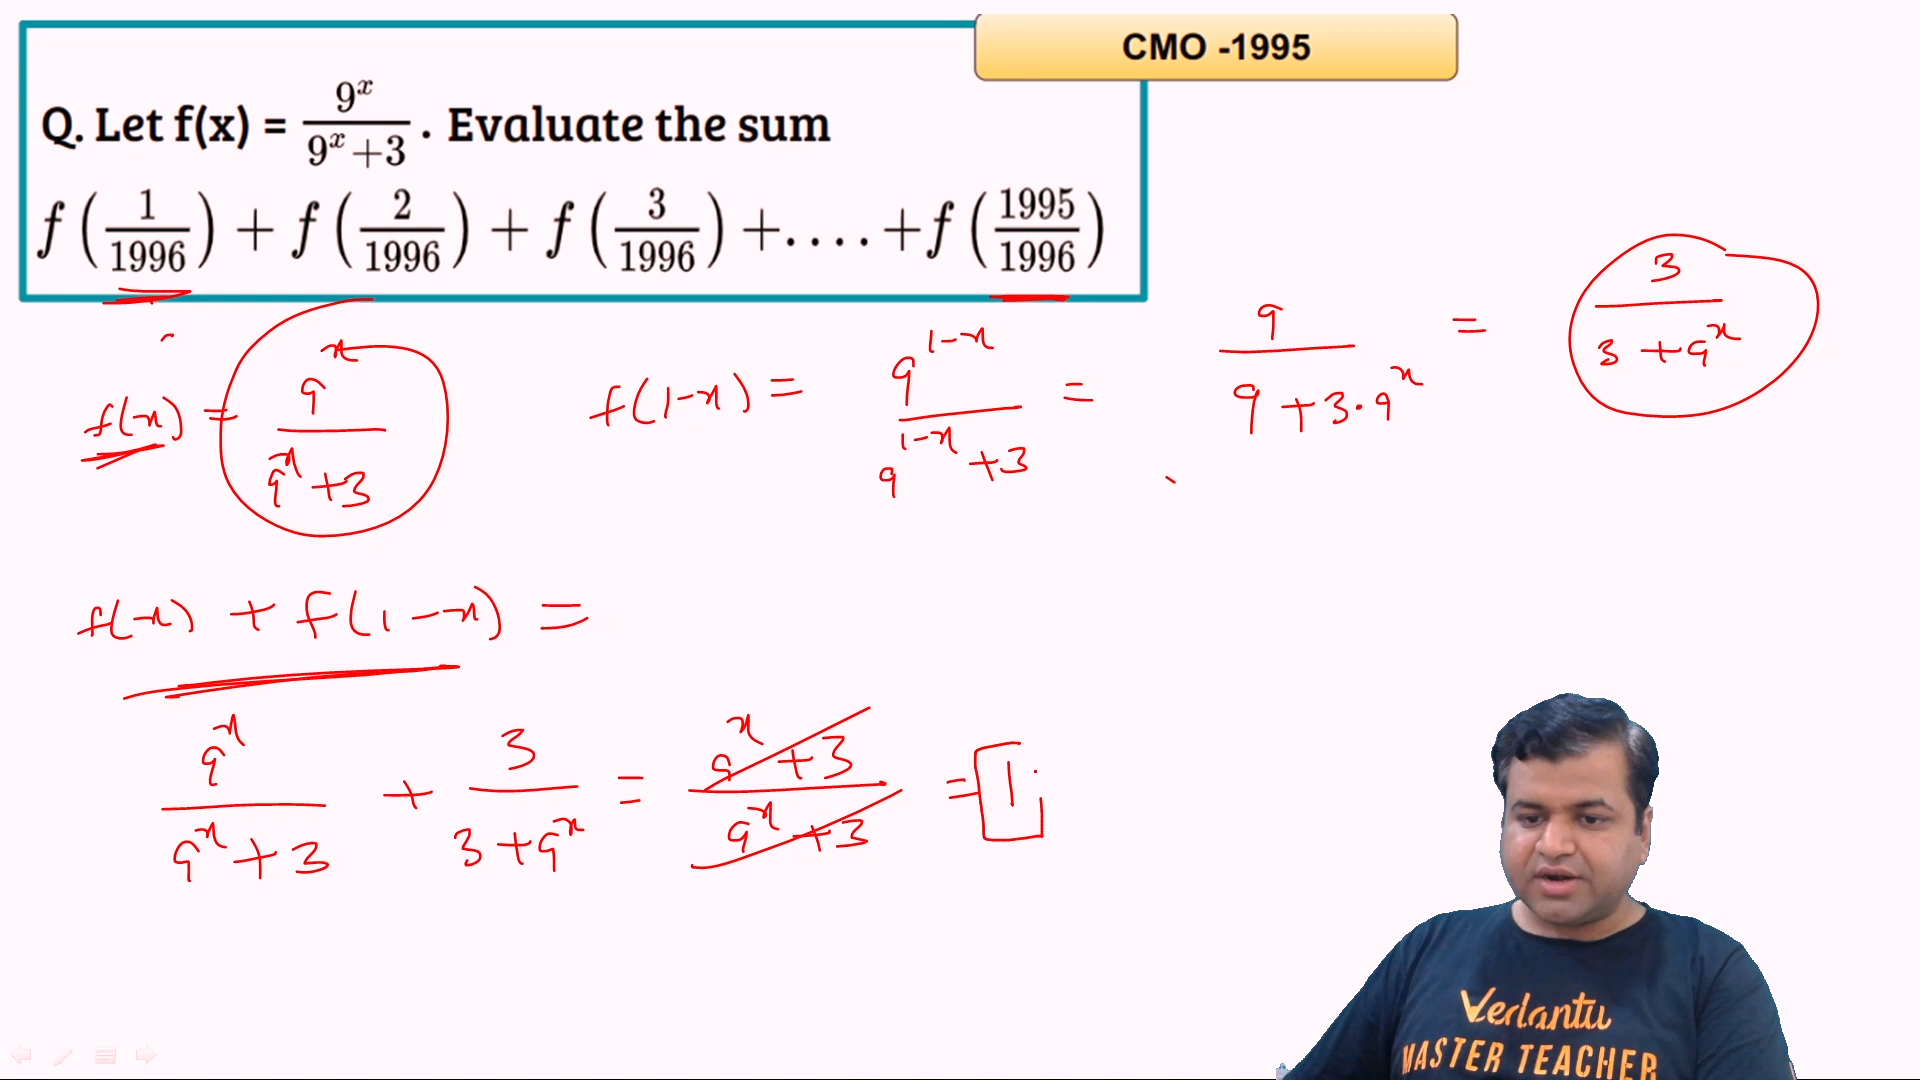 CMO -1995
Q. Let f(x) = 9^x/(9^x+3). Evaluate the sum
f(1/1996) + f(2/1996) + f(3/1996) +....+f(1995/1996)
f(x) = 9^x/(9^x+3)
f(1-x) = 9^(1-x)/(9^(1-x)+3) = 9/(9+3·9^x) = 3/(3+9^x)
f(x) + f(1-x) =
9^x/(9^x+3) + 3/(3+9^x) = (9^x+3)/(9^x+3) = 1
Vedantu
MASTER TEACHER